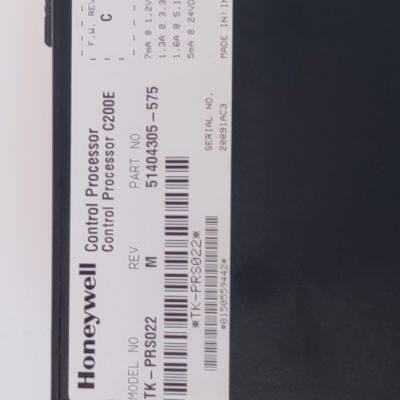 Honeywell
Control Processor
Control Processor C200E
F.W. REV
C
MODEL NO
REV.
PART NO
TK-PRS022
M
51404305-575
7mA @ 1.2V
1.3A @ 3.3
1.6A @ 5.1
5mA @ 24VD
*TK-PRS022*
SERIAL NO.
20091AC3
MADE IN:I
*0150559442*